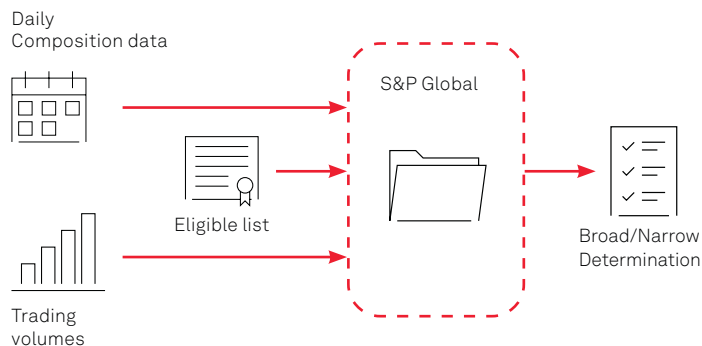 Daily
Composition data
S&P Global
Eligible list
Broad/Narrow
Determination
Trading
volumes